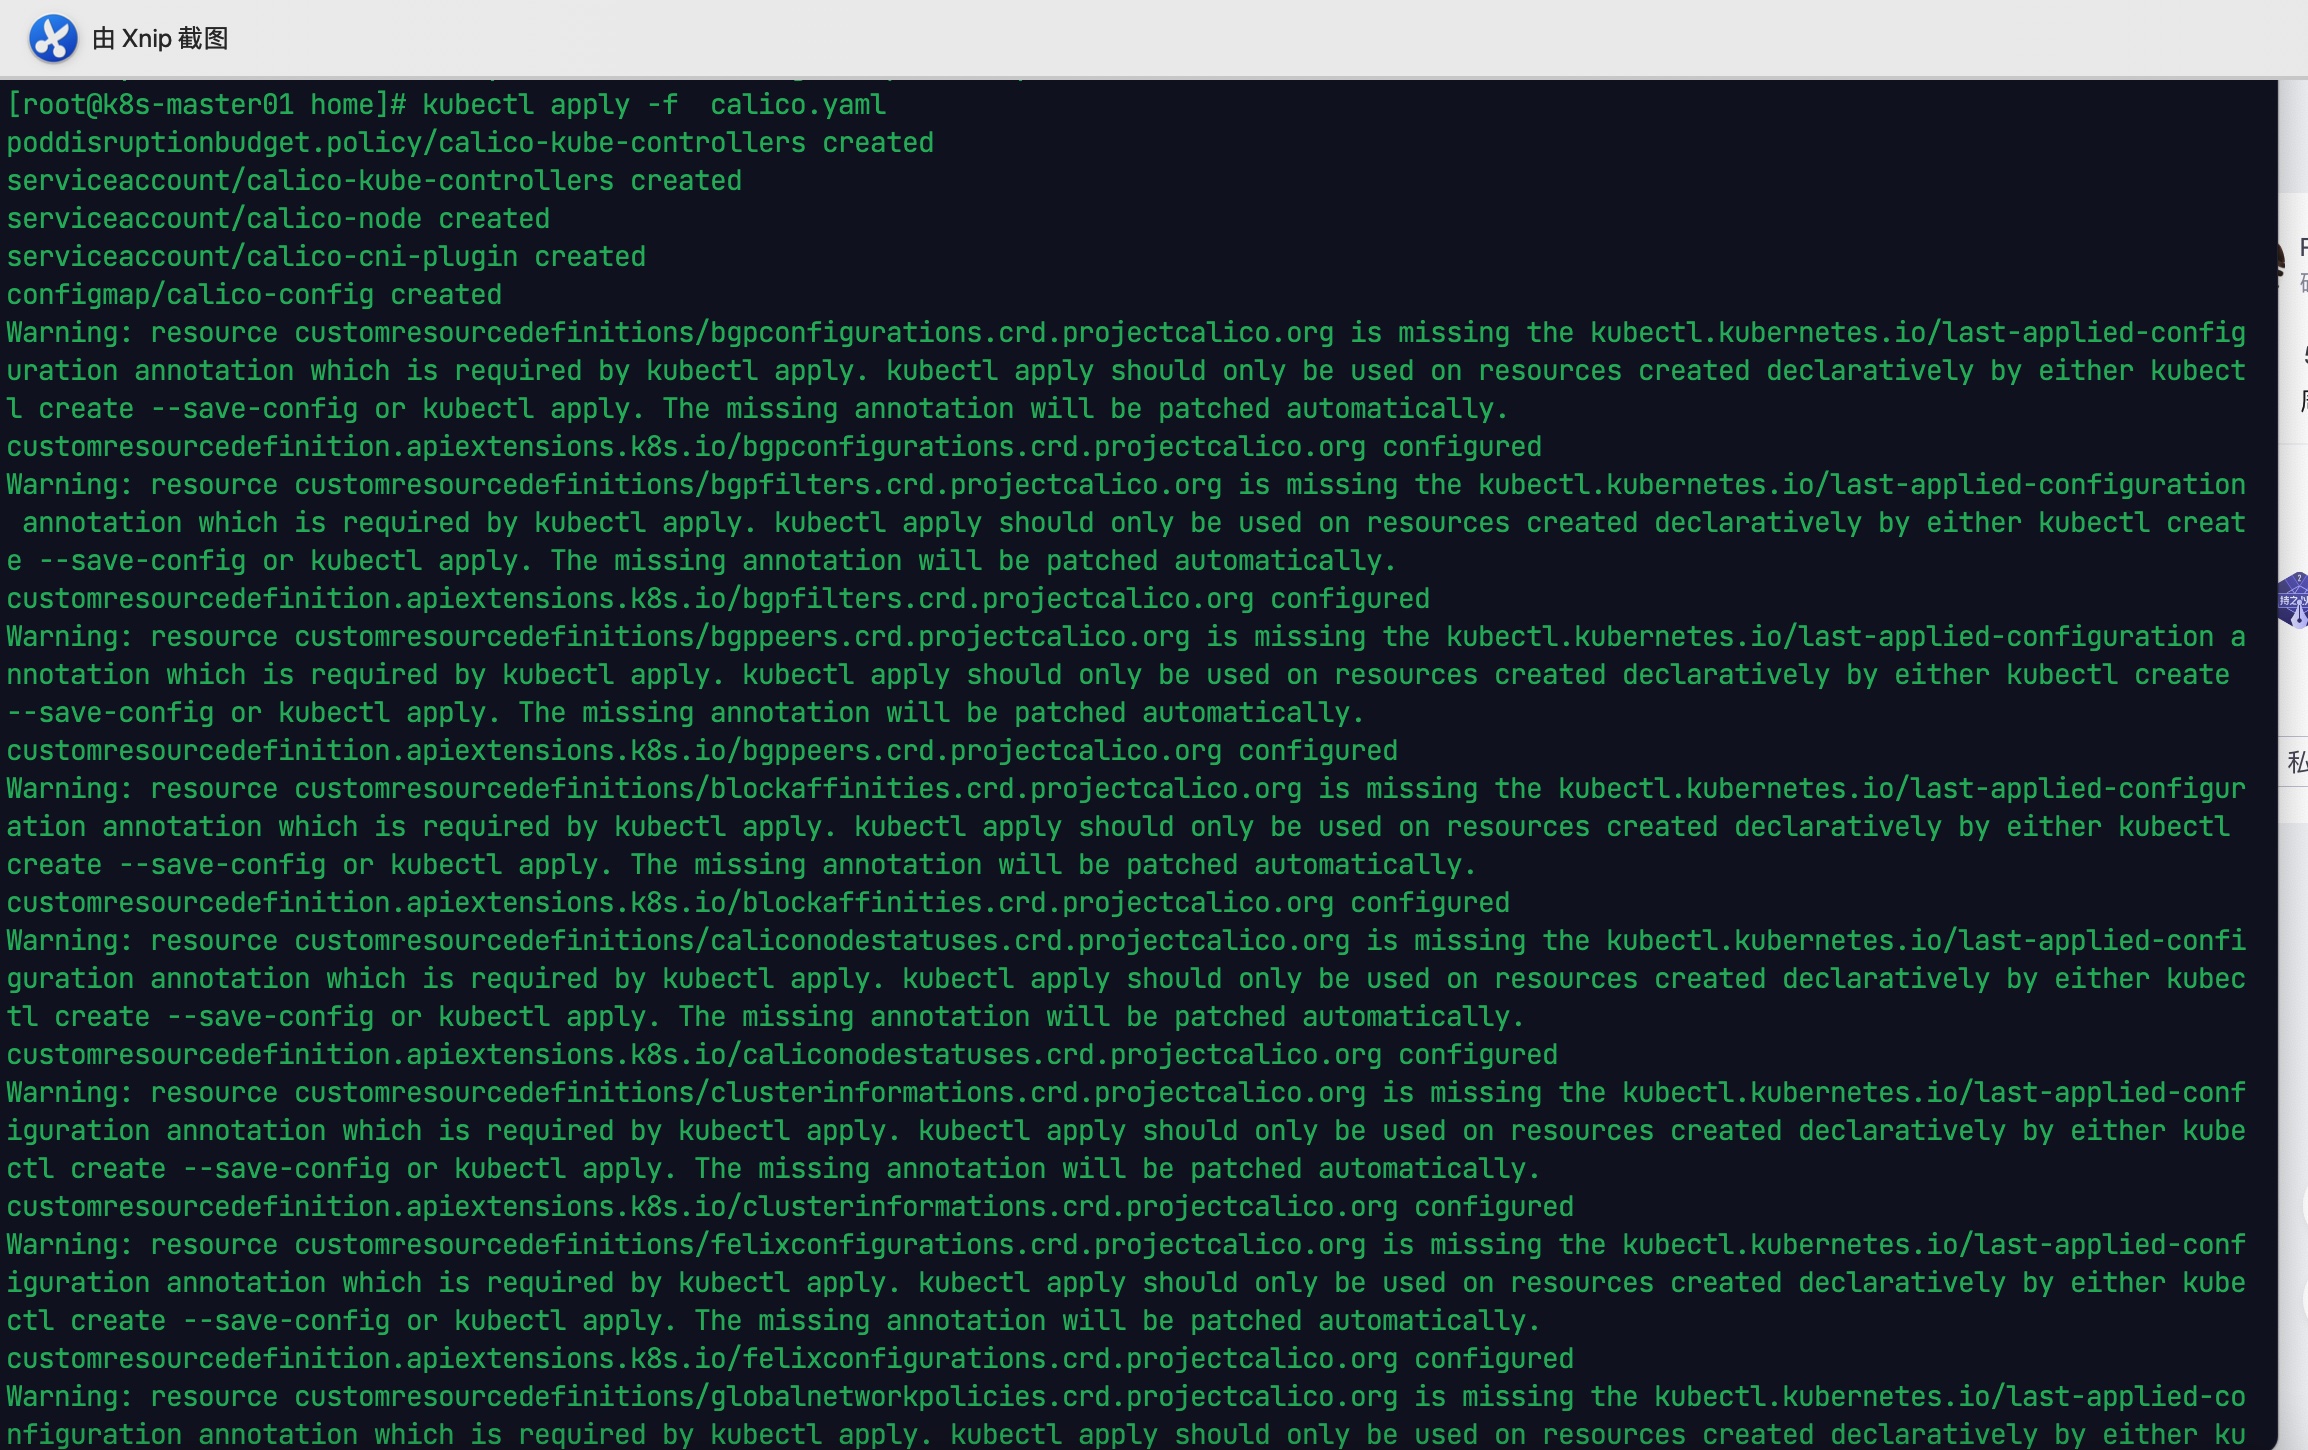 由 Xnip 截图
[root@k8s-master01 home]# kubectl apply -f  calico.yaml
poddisruptionbudget.policy/calico-kube-controllers created
serviceaccount/calico-kube-controllers created
serviceaccount/calico-node created
serviceaccount/calico-cni-plugin created
configmap/calico-config created
Warning: resource customresourcedefinitions/bgpconfigurations.crd.projectcalico.org is missing the kubectl.kubernetes.io/last-applied-config
uration annotation which is required by kubectl apply. kubectl apply should only be used on resources created declaratively by either kubect
l create --save-config or kubectl apply. The missing annotation will be patched automatically.
customresourcedefinition.apiextensions.k8s.io/bgpconfigurations.crd.projectcalico.org configured
Warning: resource customresourcedefinitions/bgpfilters.crd.projectcalico.org is missing the kubectl.kubernetes.io/last-applied-configuration
 annotation which is required by kubectl apply. kubectl apply should only be used on resources created declaratively by either kubectl creat
e --save-config or kubectl apply. The missing annotation will be patched automatically.
customresourcedefinition.apiextensions.k8s.io/bgpfilters.crd.projectcalico.org configured
Warning: resource customresourcedefinitions/bgppeers.crd.projectcalico.org is missing the kubectl.kubernetes.io/last-applied-configuration a
nnotation which is required by kubectl apply. kubectl apply should only be used on resources created declaratively by either kubectl create
--save-config or kubectl apply. The missing annotation will be patched automatically.
customresourcedefinition.apiextensions.k8s.io/bgppeers.crd.projectcalico.org configured
Warning: resource customresourcedefinitions/blockaffinities.crd.projectcalico.org is missing the kubectl.kubernetes.io/last-applied-configur
ation annotation which is required by kubectl apply. kubectl apply should only be used on resources created declaratively by either kubectl
create --save-config or kubectl apply. The missing annotation will be patched automatically.
customresourcedefinition.apiextensions.k8s.io/blockaffinities.crd.projectcalico.org configured
Warning: resource customresourcedefinitions/caliconodestatuses.crd.projectcalico.org is missing the kubectl.kubernetes.io/last-applied-confi
guration annotation which is required by kubectl apply. kubectl apply should only be used on resources created declaratively by either kubec
tl create --save-config or kubectl apply. The missing annotation will be patched automatically.
customresourcedefinition.apiextensions.k8s.io/caliconodestatuses.crd.projectcalico.org configured
Warning: resource customresourcedefinitions/clusterinformations.crd.projectcalico.org is missing the kubectl.kubernetes.io/last-applied-conf
iguration annotation which is required by kubectl apply. kubectl apply should only be used on resources created declaratively by either kube
ctl create --save-config or kubectl apply. The missing annotation will be patched automatically.
customresourcedefinition.apiextensions.k8s.io/clusterinformations.crd.projectcalico.org configured
Warning: resource customresourcedefinitions/felixconfigurations.crd.projectcalico.org is missing the kubectl.kubernetes.io/last-applied-conf
iguration annotation which is required by kubectl apply. kubectl apply should only be used on resources created declaratively by either kube
ctl create --save-config or kubectl apply. The missing annotation will be patched automatically.
customresourcedefinition.apiextensions.k8s.io/felixconfigurations.crd.projectcalico.org configured
Warning: resource customresourcedefinitions/globalnetworkpolicies.crd.projectcalico.org is missing the kubectl.kubernetes.io/last-applied-co
nfiguration annotation which is required by kubectl apply. kubectl apply should only be used on resources created declaratively by either ku
私